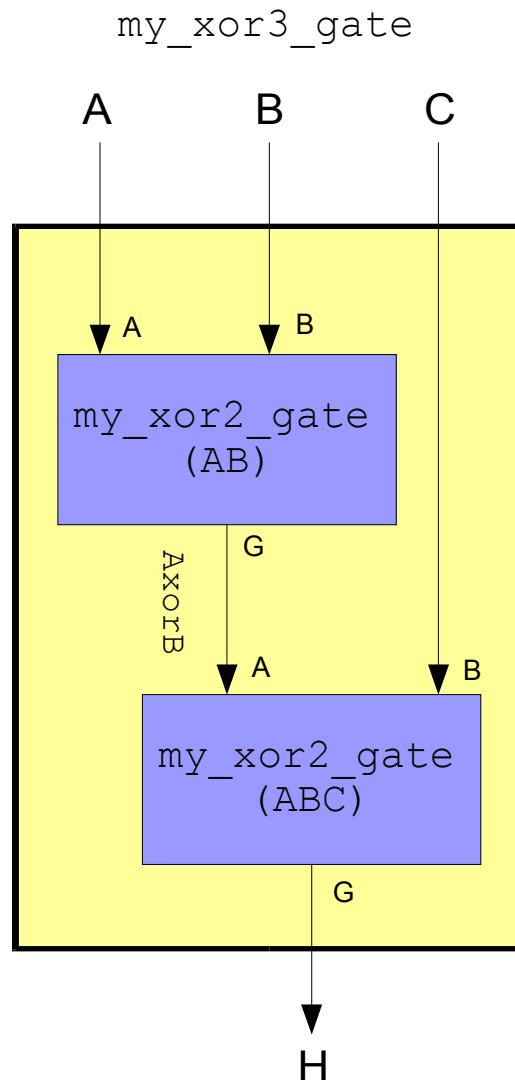 my_xor3_gate
A B C
A B
my_xor2_gate
(AB)
G
AxorB
A B
my_xor2_gate
(ABC)
G
H